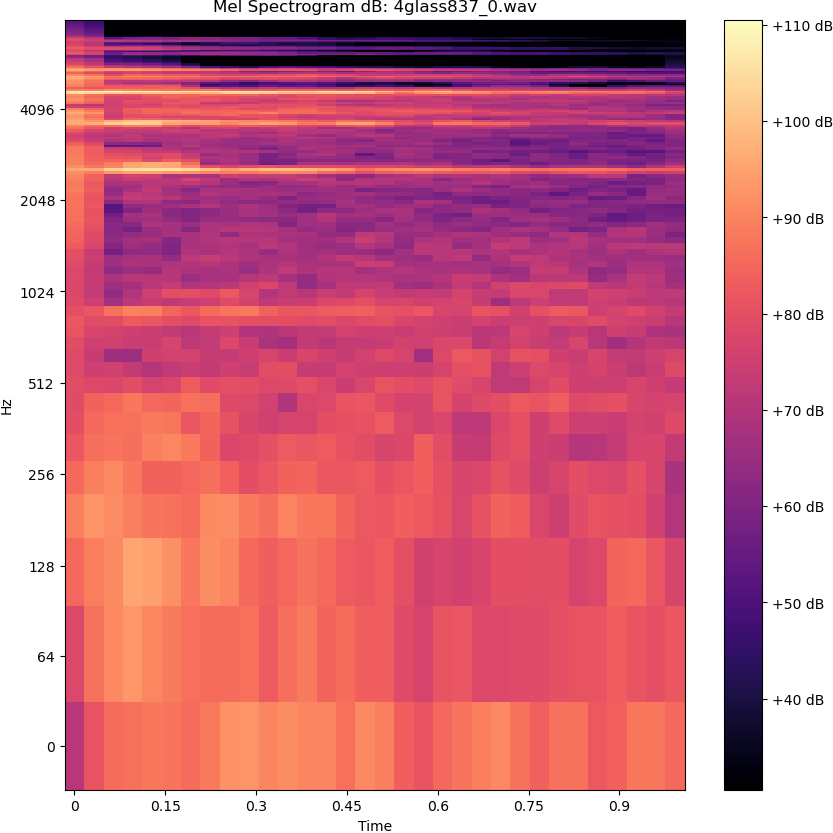 Mel Spectrogram dB: 4glass837_0.wav
Hz
4096
2048
1024
512
256
128
64
0
0 0.15 0.3 0.45 0.6 0.75 0.9
Time
+110 dB
+100 dB
+90 dB
+80 dB
+70 dB
+60 dB
+50 dB
+40 dB